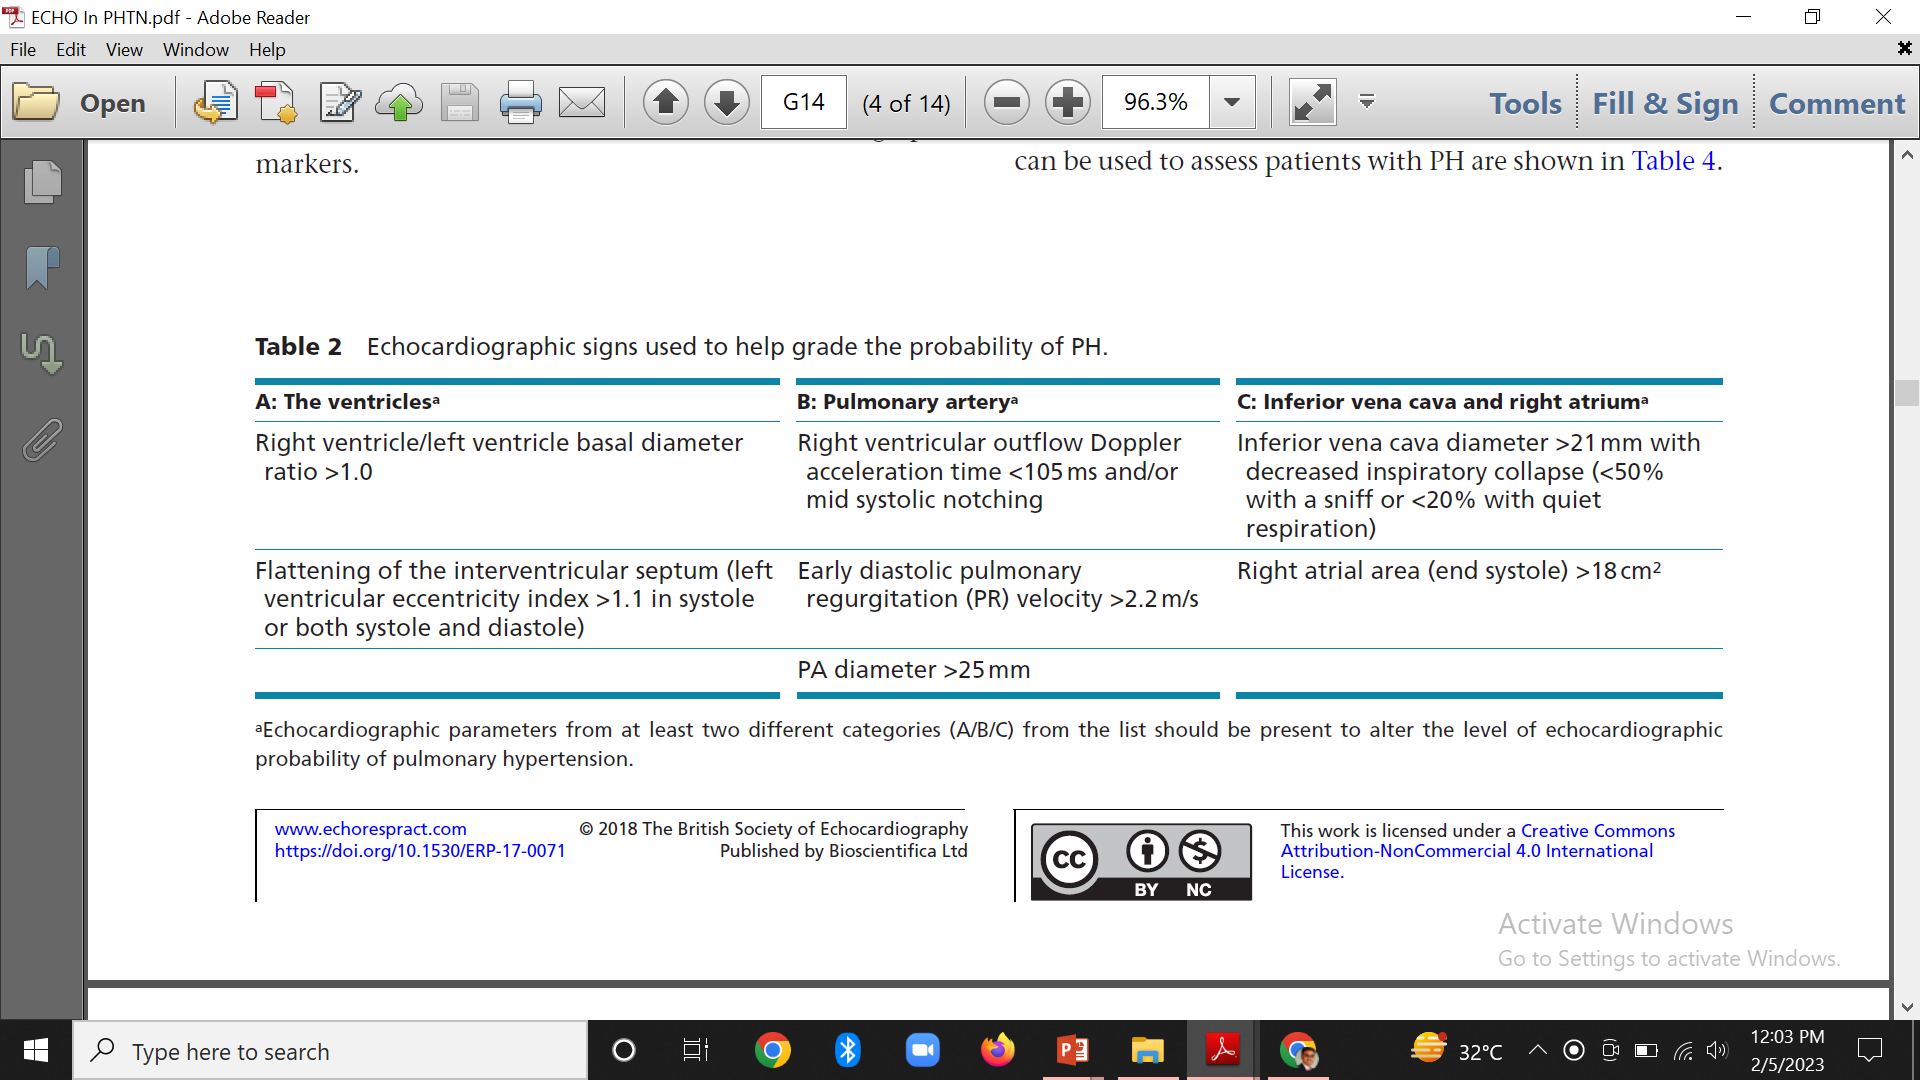 ECHO In PHTN.pdf - Adobe Reader
File Edit View Window Help
Open G14 (4 of 14) 96.3% Tools Fill & Sign Comment
markers.
can be used to assess patients with PH are shown in Table 4.
Table 2 Echocardiographic signs used to help grade the probability of PH.
A: The ventriclesᵃ
Right ventricle/left ventricle basal diameter
ratio >1.0
Flattening of the interventricular septum (left
ventricular eccentricity index >1.1 in systole
or both systole and diastole)
B: Pulmonary arteryᵃ
Right ventricular outflow Doppler
acceleration time <105 ms and/or
mid systolic notching
Early diastolic pulmonary
regurgitation (PR) velocity >2.2 m/s
PA diameter >25 mm
C: Inferior vena cava and right atriumᵃ
Inferior vena cava diameter >21 mm with
decreased inspiratory collapse (<50%
with a sniff or <20% with quiet
respiration)
Right atrial area (end systole) >18 cm²
ᵃEchocardiographic parameters from at least two different categories (A/B/C) from the list should be present to alter the level of echocardiographic
probability of pulmonary hypertension.
www.echorespract.com
https://doi.org/10.1530/ERP-17-0071
© 2018 The British Society of Echocardiography
Published by Bioscientifica Ltd
CC BY NC
This work is licensed under a Creative Commons
Attribution-NonCommercial 4.0 International
License.
Activate Windows
Go to Settings to activate Windows.
Type here to search
32°C
12:03 PM
2/5/2023